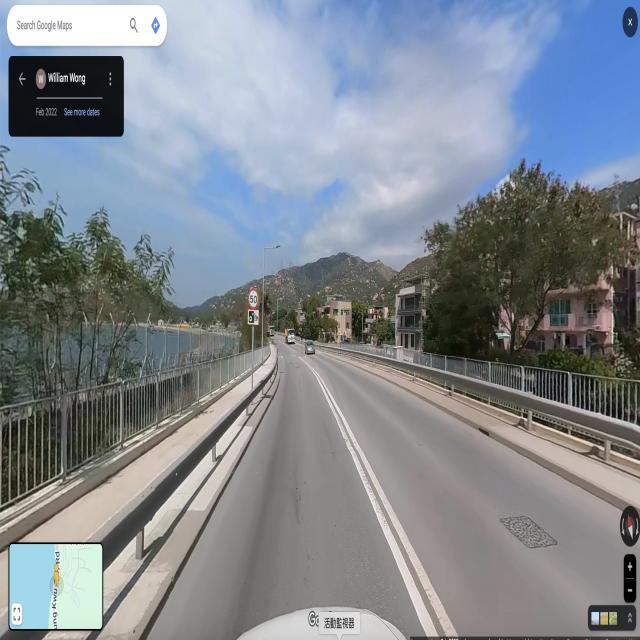 Search Google Maps
W William Wong
Feb 2022 See more dates
50
活動監視器